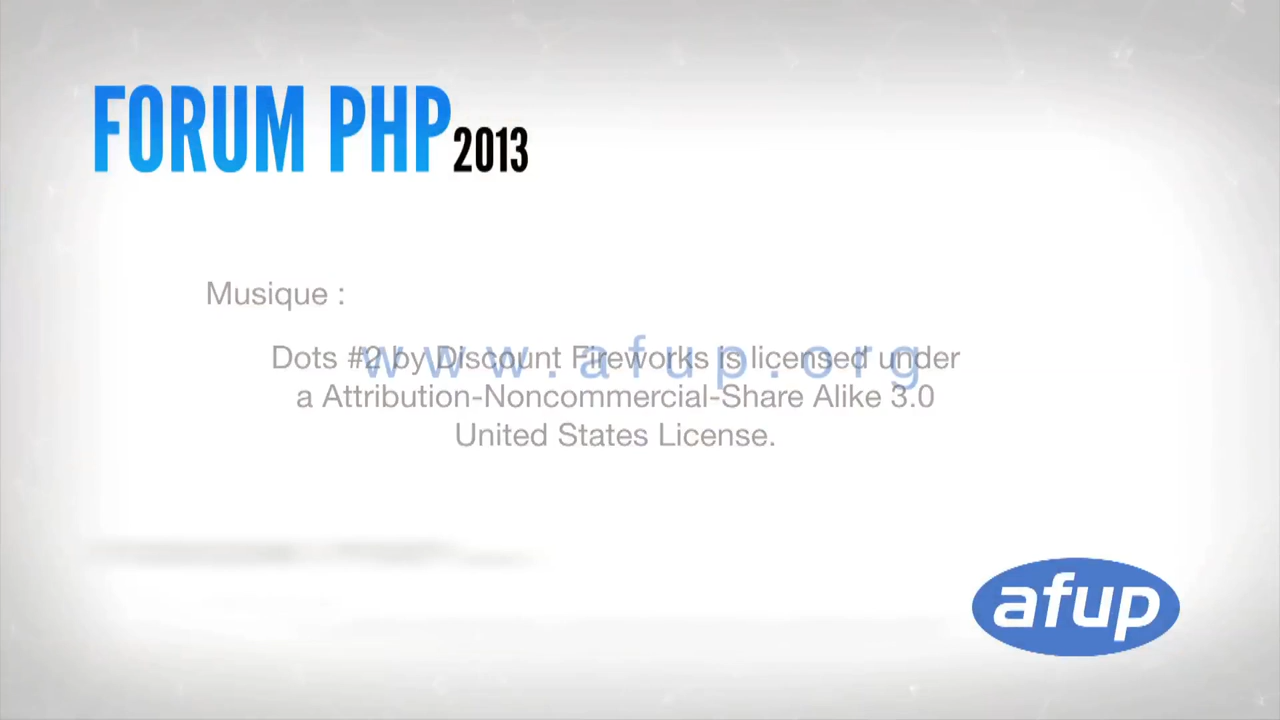 FORUM PHP 2013
Musique :
www.afup.org
Dots #2 by Discount Fireworks is licensed under
a Attribution-Noncommercial-Share Alike 3.0
United States License.
afup